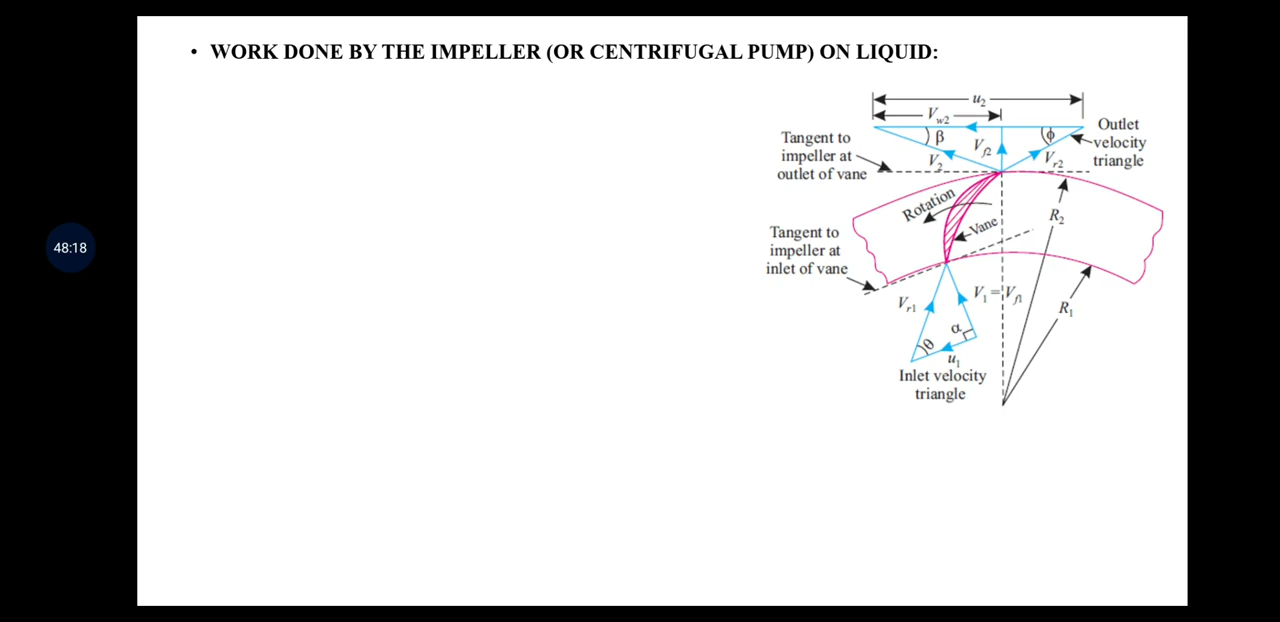 • WORK DONE BY THE IMPELLER (OR CENTRIFUGAL PUMP) ON LIQUID:
u2
Vw2
Outlet
velocity
triangle
Tangent to
impeller at
outlet of vane
β
Vf2
ϕ
V2
Vr2
Rotation
Vane
R2
Tangent to
impeller at
inlet of vane
48:18
Vr1
V1 = Vf1
R1
α
θ
u1
Inlet velocity
triangle